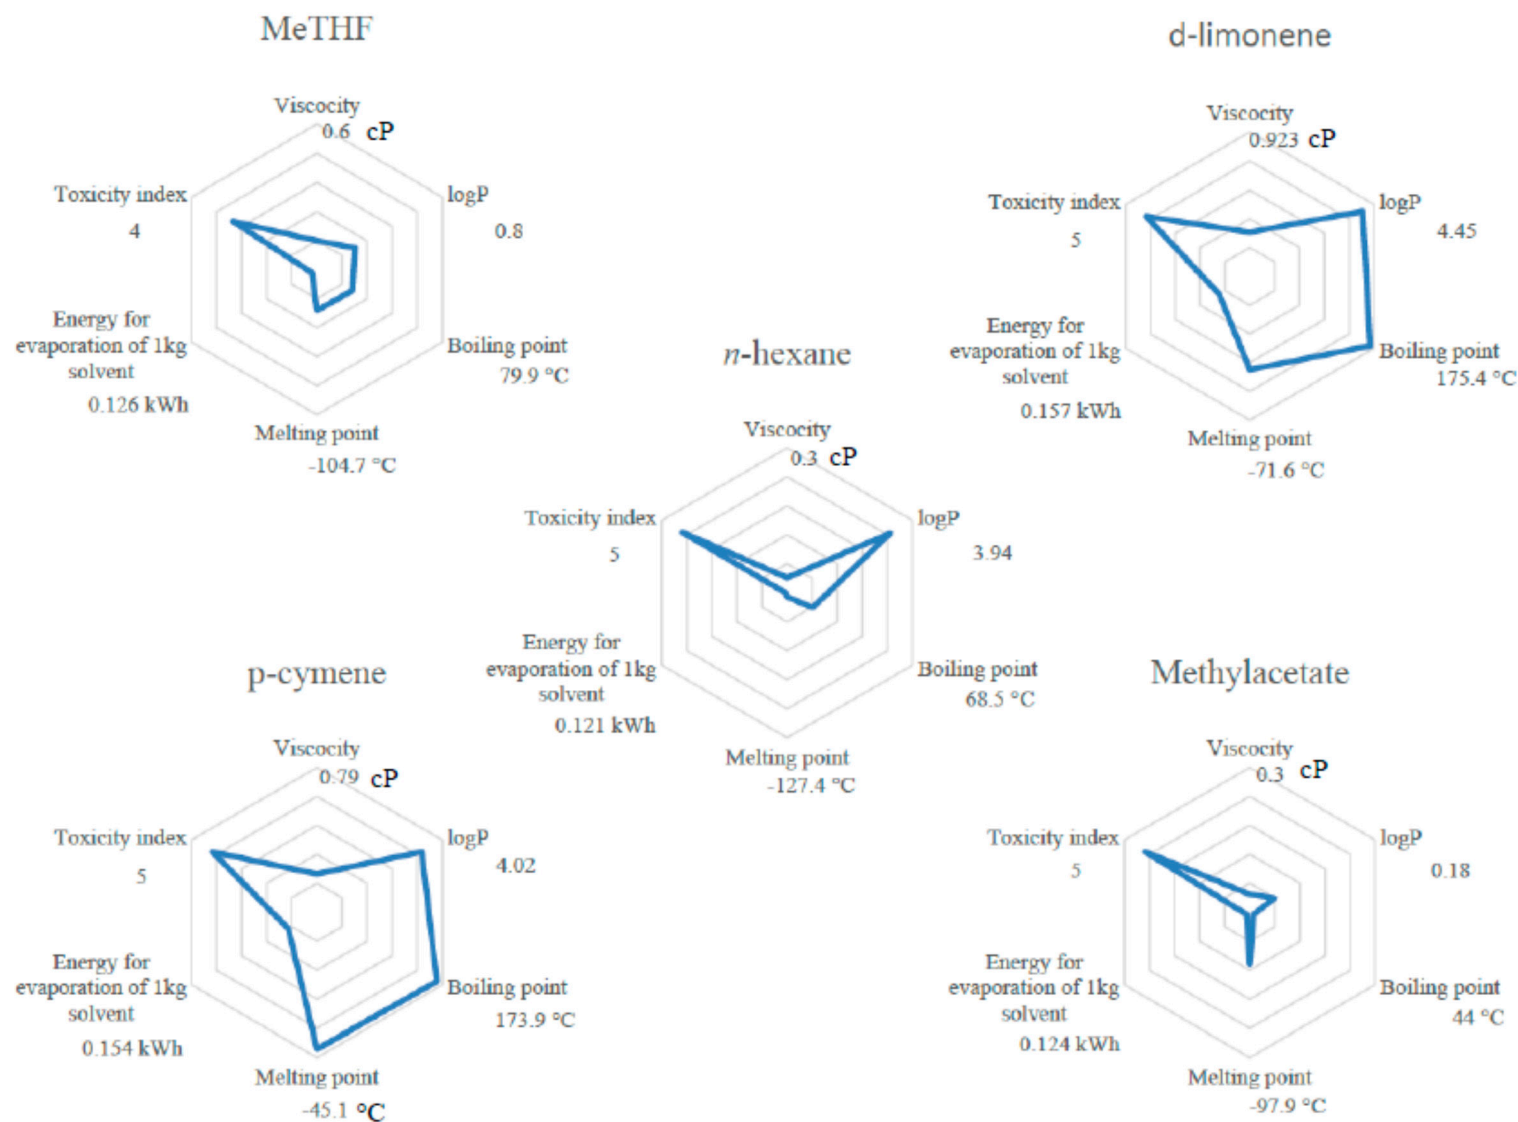 MeTHF
Viscocity
0.6 cP
Toxicity index
4
logP
0.8
Energy for
evaporation of 1kg
solvent
0.126 kWh
Boiling point
79.9 °C
Melting point
-104.7 °C
d-limonene
Viscocity
0.923 cP
Toxicity index
5
logP
4.45
Energy for
evaporation of 1kg
solvent
0.157 kWh
Boiling point
175.4 °C
Melting point
-71.6 °C
n-hexane
Viscocity
0.3 cP
Toxicity index
5
logP
3.94
Energy for
evaporation of 1kg
solvent
0.121 kWh
Boiling point
68.5 °C
Melting point
-127.4 °C
p-cymene
Viscocity
0.79 cP
Toxicity index
5
logP
4.02
Energy for
evaporation of 1kg
solvent
0.154 kWh
Boiling point
173.9 °C
Melting point
-45.1 °C
Methylacetate
Viscocity
0.3 cP
Toxicity index
5
logP
0.18
Energy for
evaporation of 1kg
solvent
0.124 kWh
Boiling point
44 °C
Melting point
-97.9 °C